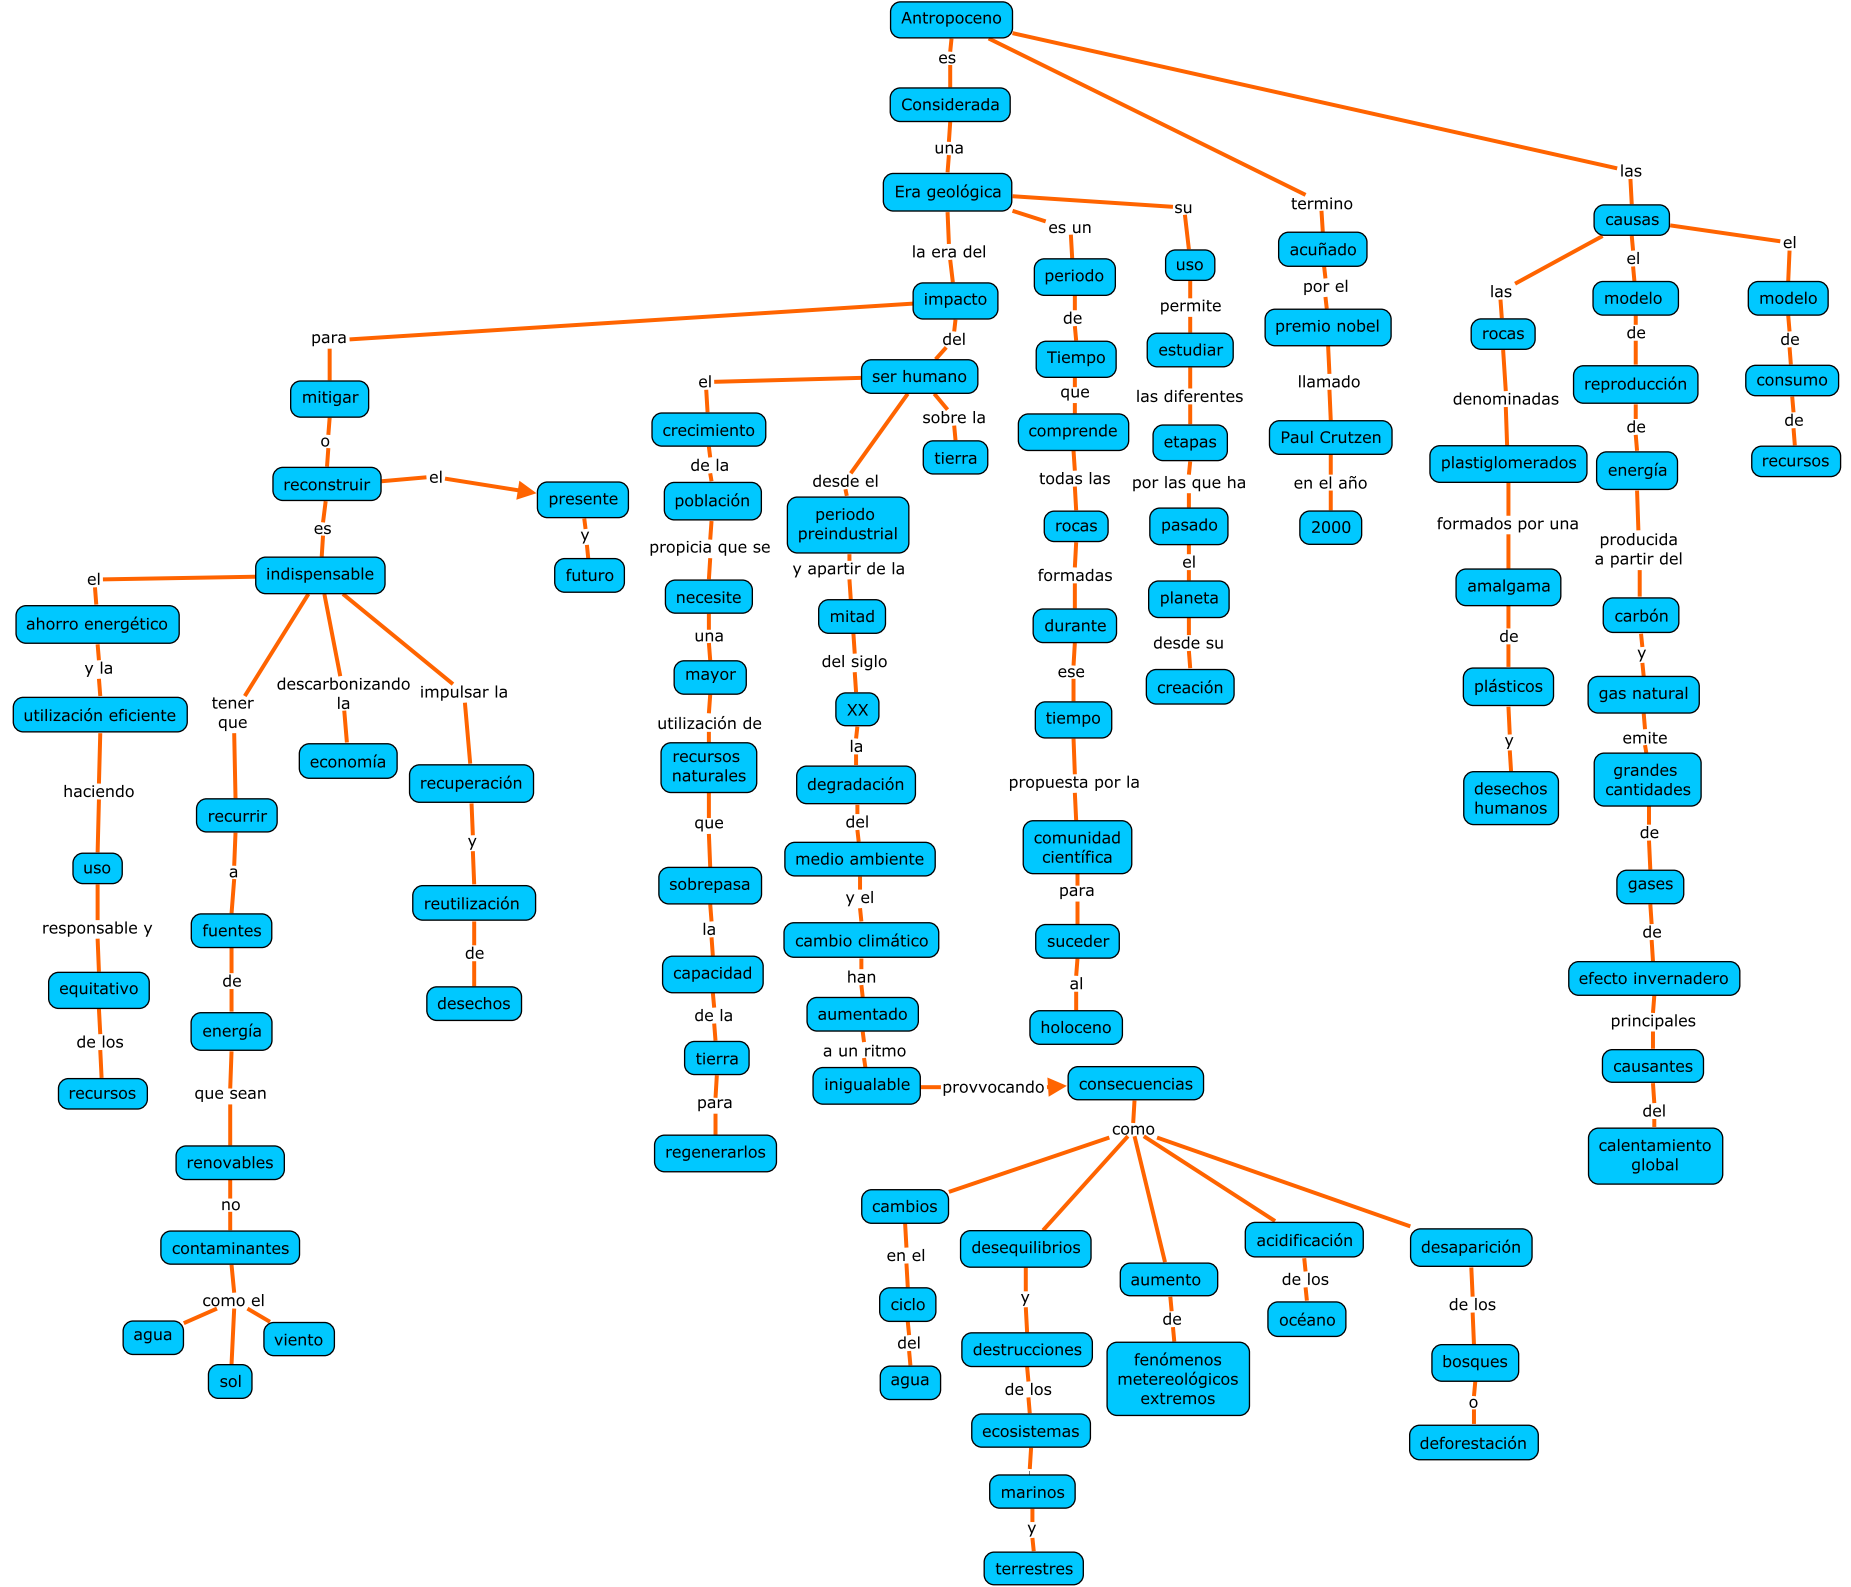 Antropoceno
es
Considerada
una
Era geológica
la era del
impacto
para
mitigar
o
reconstruir
el
presente
y
futuro
es
indispensable
el
ahorro energético
y la
utilización eficiente
haciendo
uso
responsable y
equitativo
de los
recursos
tener
que
recurrir
a
fuentes
de
energía
que sean
renovables
no
contaminantes
como el
agua
sol
viento
descarbonizando
la
economía
impulsar la
recuperación
y
reutilización
de
desechos
del
ser humano
el
crecimiento
de la
población
propicia que se
necesite
una
mayor
utilización de
recursos
naturales
que
sobrepasa
la
capacidad
de la
tierra
para
regenerarlos
desde el
periodo
preindustrial
y apartir de la
mitad
del siglo
XX
la
degradación
del
medio ambiente
y el
cambio climático
han
aumentado
a un ritmo
inigualable
provvocando
consecuencias
como
cambios
en el
ciclo
del
agua
desequilibrios
y
destrucciones
de los
ecosistemas
marinos
y
terrestres
aumento
de
fenómenos
metereológicos
extremos
acidificación
de los
océano
desaparición
de los
bosques
o
deforestación
sobre la
tierra
es un
periodo
de
Tiempo
que
comprende
todas las
rocas
formadas
durante
ese
tiempo
propuesta por la
comunidad
científica
para
suceder
al
holoceno
su
uso
permite
estudiar
las diferentes
etapas
por las que ha
pasado
el
planeta
desde su
creación
termino
acuñado
por el
premio nobel
llamado
Paul Crutzen
en el año
2000
las
causas
las
rocas
denominadas
plastiglomerados
formados por una
amalgama
de
plásticos
y
desechos
humanos
el
modelo
de
reproducción
de
energía
producida
a partir del
carbón
y
gas natural
emite
grandes
cantidades
de
gases
de
efecto invernadero
principales
causantes
del
calentamiento
global
el
modelo
de
consumo
de
recursos